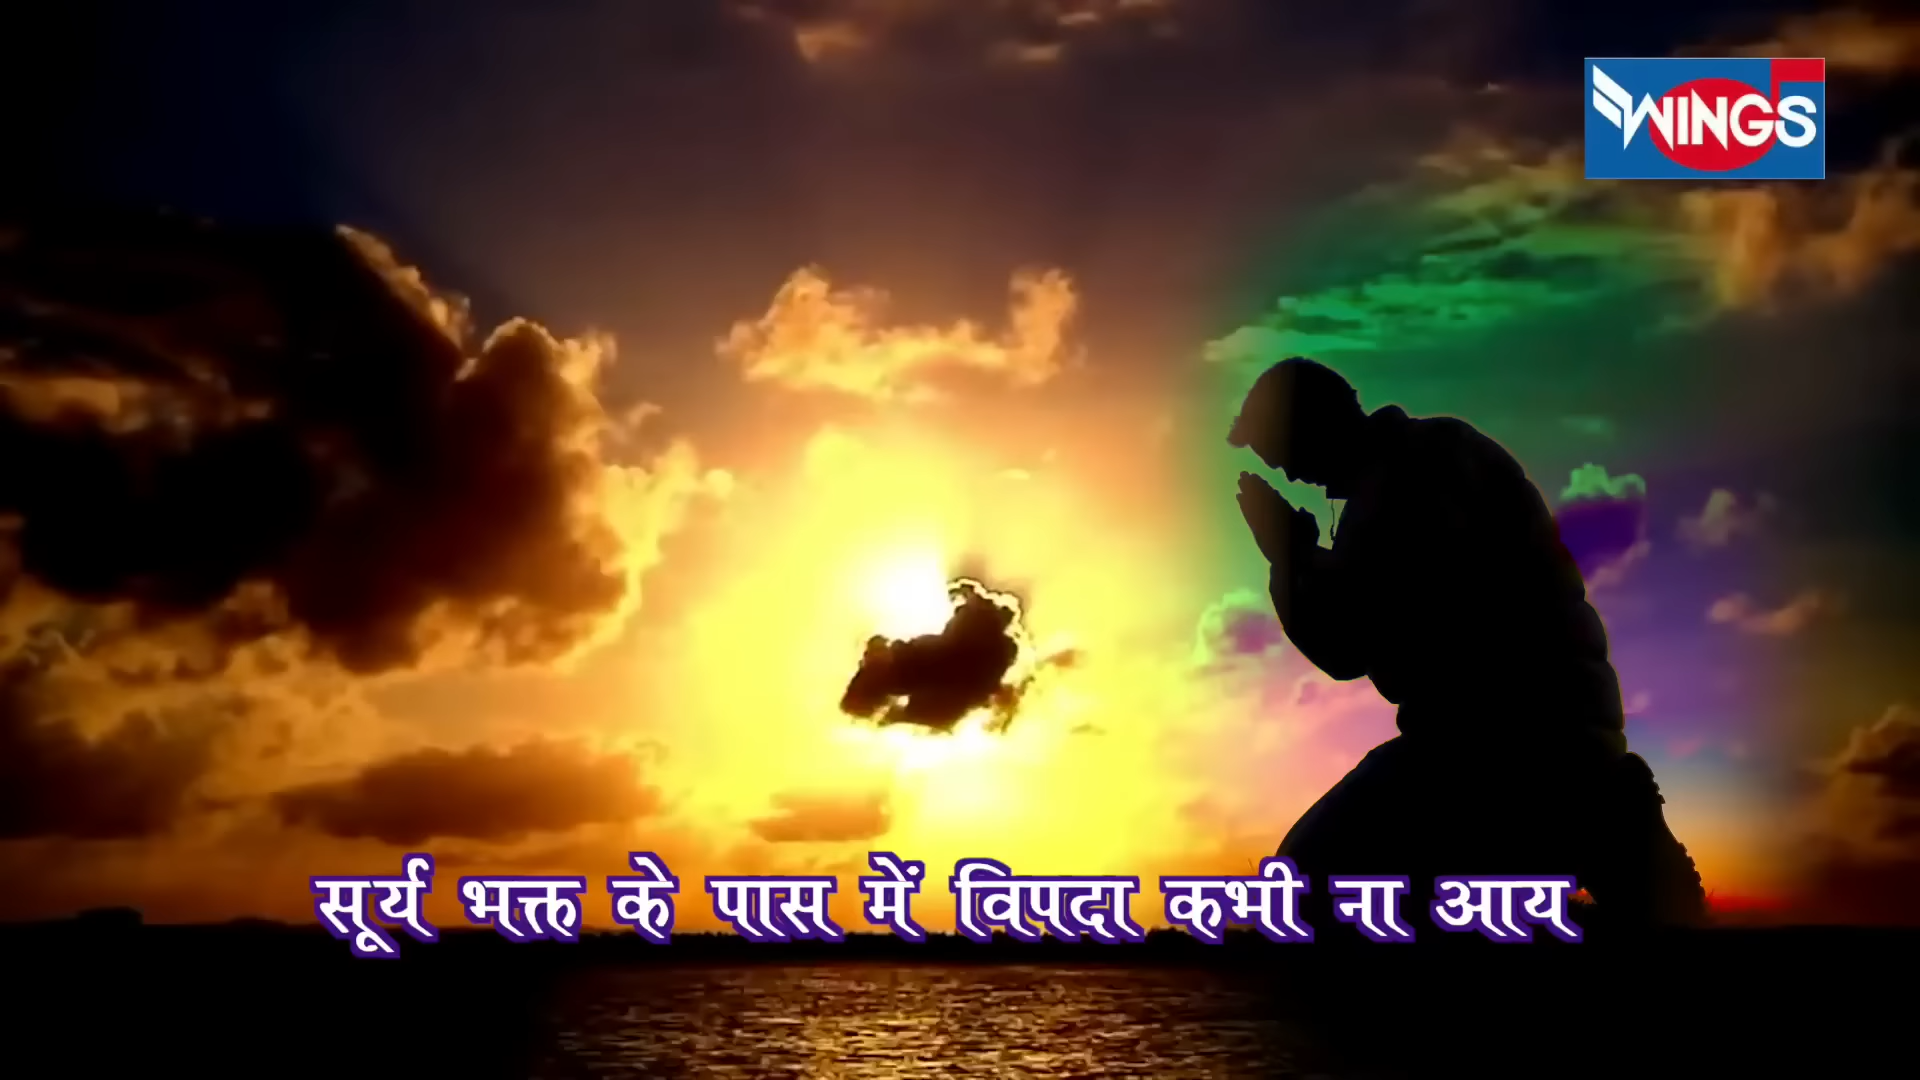 WINGS
सूर्य भक्त के पास में विपदा कभी ना आय